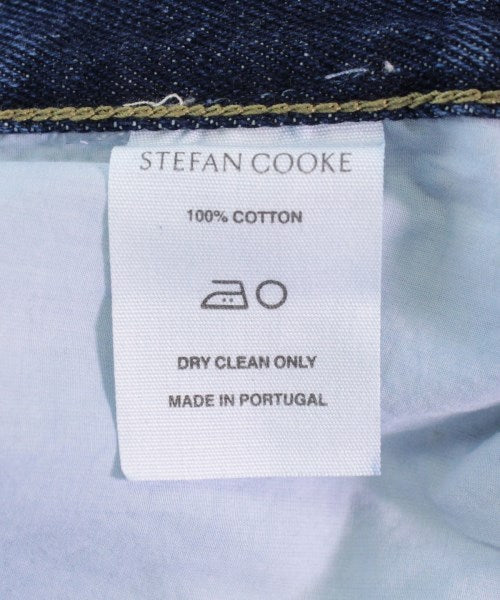 STEFAN COOKE
100% COTTON
DRY CLEAN ONLY
MADE IN PORTUGAL